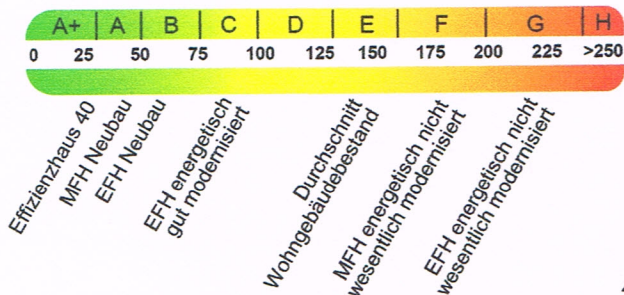 A+ A B C D E F G H
0 25 50 75 100 125 150 175 200 225 >250
Effizienzhaus 40
MFH Neubau
EFH Neubau
EFH energetisch
gut modernisiert
Durchschnitt
Wohngebäudebestand
MFH energetisch nicht
wesentlich modernisiert
EFH energetisch nicht
wesentlich modernisiert